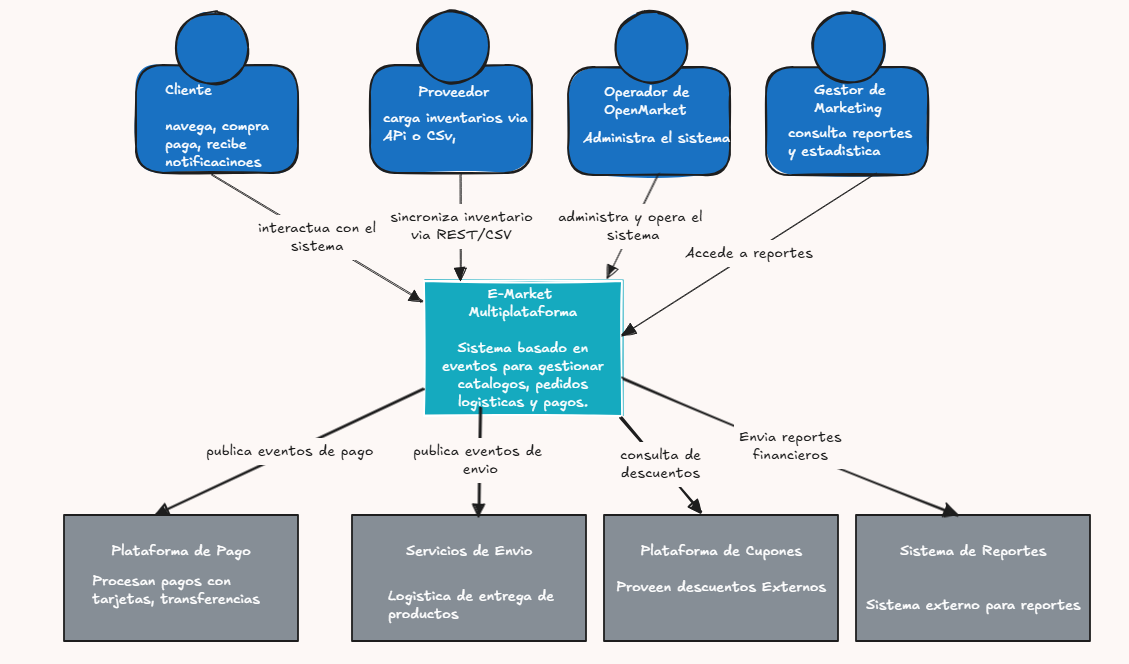 Cliente
navega, compra
paga, recibe
notificacinoes
Proveedor
carga inventarios via
APi o CSv,
Operador de
OpenMarket
Administra el sistema
Gestor de
Marketing
consulta reportes
y estadistica
interactua con el
sistema
sincroniza inventario
via REST/CSV
administra y opera el
sistema
Accede a reportes
E-Market
Multiplataforma
Sistema basado en
eventos para gestionar
catalogos, pedidos
logisticas y pagos.
publica eventos de pago
publica eventos de
envio
consulta de
descuentos
Envia reportes
financieros
Plataforma de Pago
Procesan pagos con
tarjetas, transferencias
Servicios de Envio
Logistica de entrega de
productos
Plataforma de Cupones
Proveen descuentos Externos
Sistema de Reportes
Sistema externo para reportes